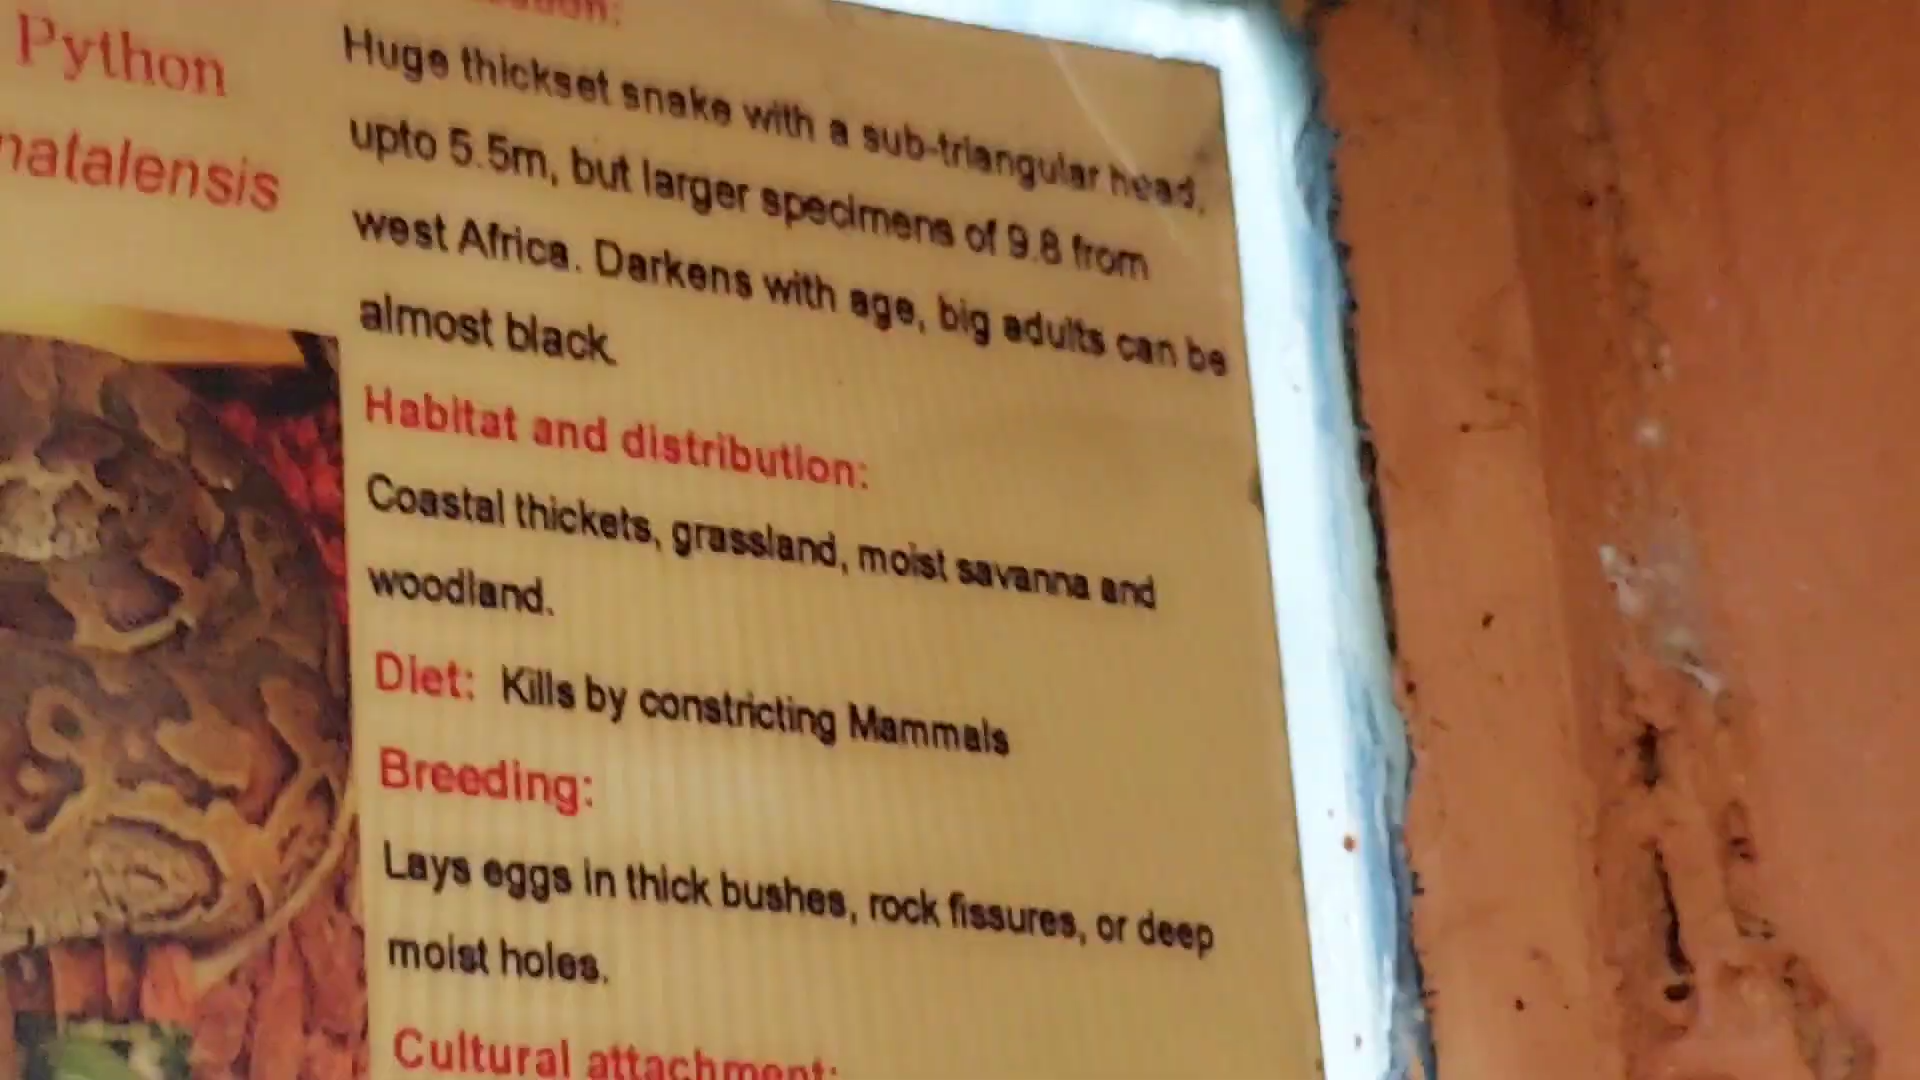 Python
natalensis
Huge thickset snake with a sub-triangular head,
upto 5.5m, but larger specimens of 9.8 from
west Africa. Darkens with age, big adults can be
almost black.
Habitat and distribution:
Coastal thickets, grassland, moist savanna and
woodland.
Diet: Kills by constricting Mammals
Breeding:
Lays eggs in thick bushes, rock fissures, or deep
moist holes.
Cultural attachment: